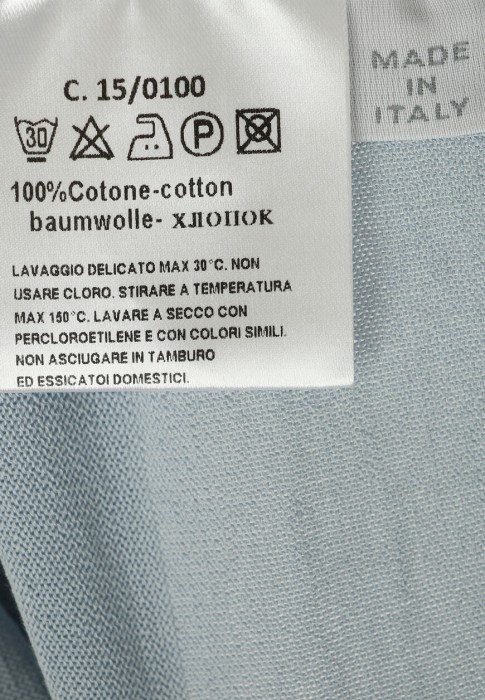 C. 15/0100
30 P
100%Cotone-cotton
baumwolle- хлопок
LAVAGGIO DELICATO MAX 30°C. NON
USARE CLORO. STIRARE A TEMPERATURA
MAX 150°C. LAVARE A SECCO CON
PERCLOROETILENE E CON COLORI SIMILI.
NON ASCIUGARE IN TAMBURO
ED ESSICATOI DOMESTICI.
MADE
IN
ITALY